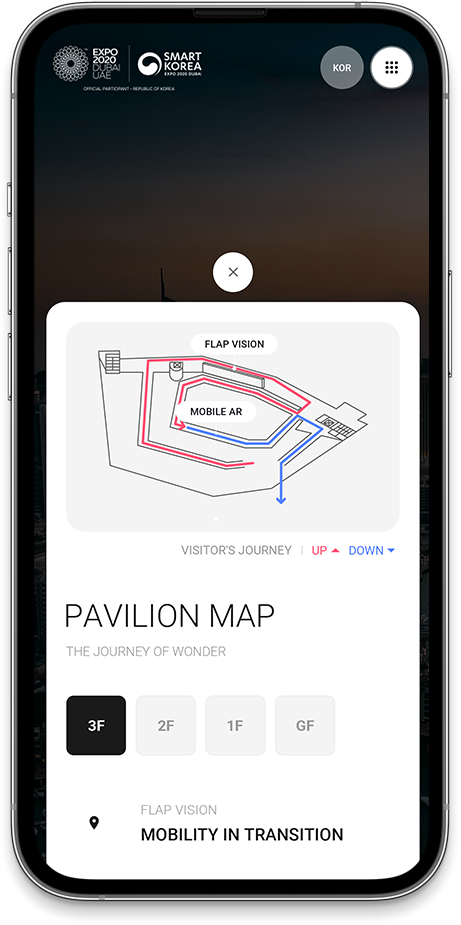 EXPO
2020
DUBAI
UAE
SMART
KOREA
EXPO 2020 DUBAI
OFFICIAL PARTICIPANT - REPUBLIC OF KOREA
KOR
FLAP VISION
MOBILE AR
VISITOR'S JOURNEY | UP DOWN
PAVILION MAP
THE JOURNEY OF WONDER
3F 2F 1F GF
FLAP VISION
MOBILITY IN TRANSITION